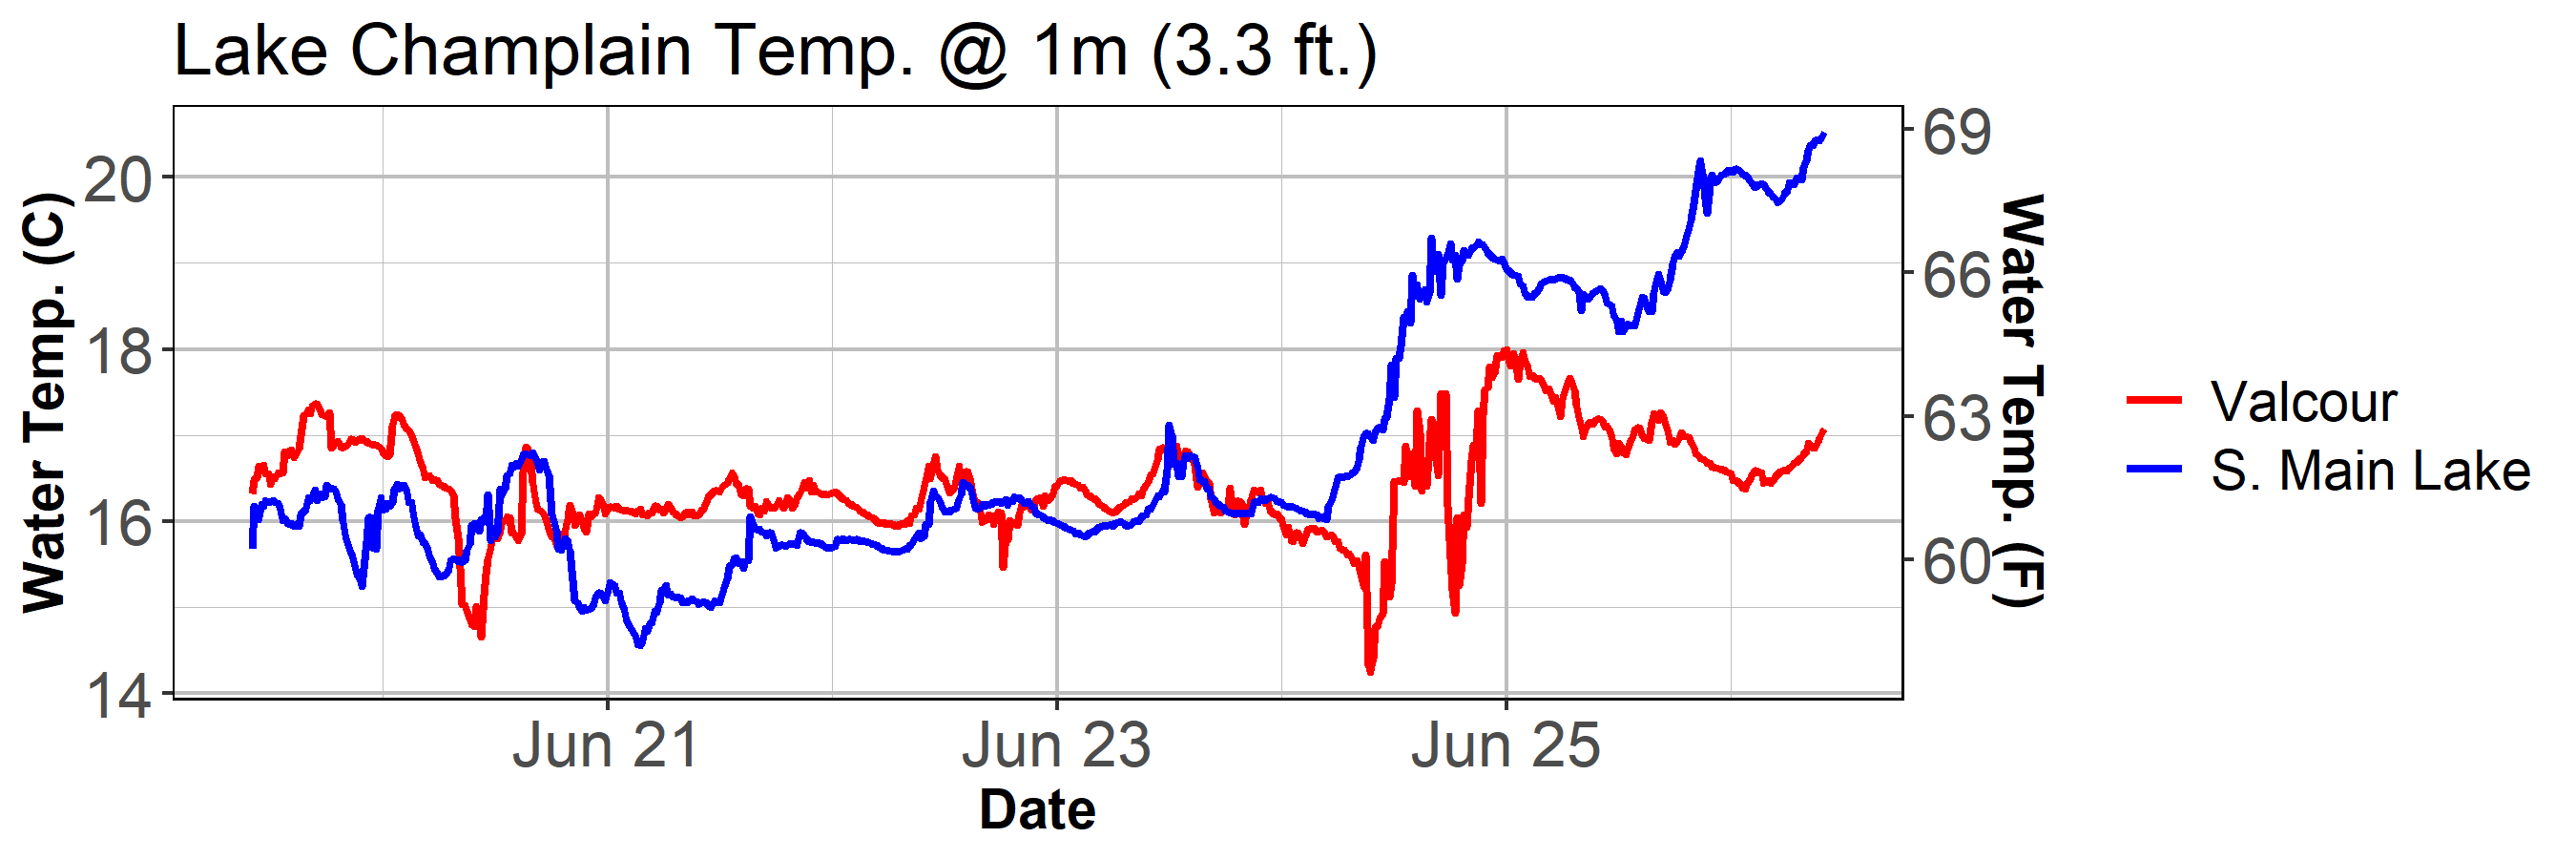 Lake Champlain Temp. @ 1m (3.3 ft.)
Water Temp. (C)
20
18
16
14
69
66
63
60
Water Temp. (F)
Jun 21
Jun 23
Jun 25
Date
Valcour
S. Main Lake